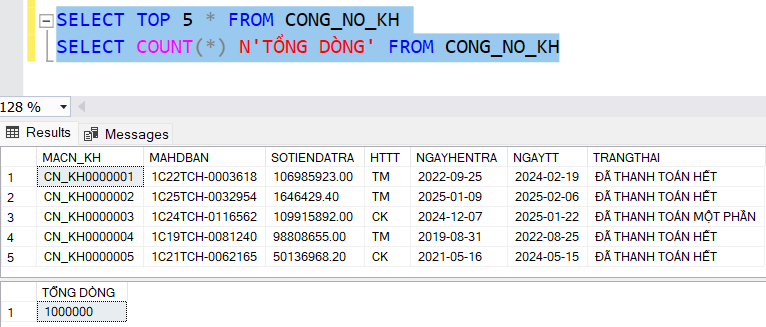 SELECT TOP 5 * FROM CONG_NO_KH
SELECT COUNT(*) N'TỔNG DÒNG' FROM CONG_NO_KH
128 %
Results Messages
MACN_KH MAHDBAN SOTIENDATRA HTTT NGAYHENTRA NGAYTT TRANGTHAI
1 CN_KH0000001 1C22TCH-0003618 106985923.00 TM 2022-09-25 2024-02-19 ĐÃ THANH TOÁN HẾT
2 CN_KH0000002 1C25TCH-0032954 1646429.40 TM 2025-01-09 2025-02-06 ĐÃ THANH TOÁN HẾT
3 CN_KH0000003 1C24TCH-0116562 109915892.00 CK 2024-12-07 2025-01-22 ĐÃ THANH TOÁN MỘT PHẦN
4 CN_KH0000004 1C19TCH-0081240 98808655.00 TM 2019-08-31 2022-08-25 ĐÃ THANH TOÁN HẾT
5 CN_KH0000005 1C21TCH-0062165 50136968.20 CK 2021-05-16 2024-05-15 ĐÃ THANH TOÁN HẾT
TỔNG DÒNG
1 1000000